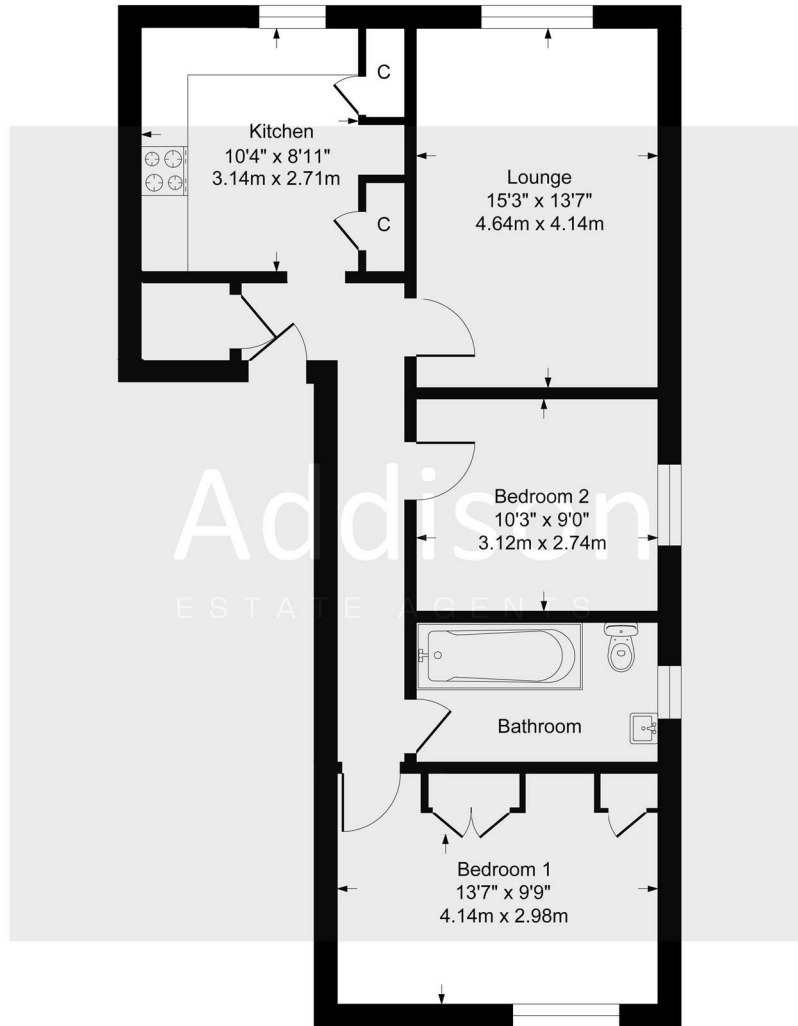 Kitchen
10'4" x 8'11"
3.14m x 2.71m
C
C
Lounge
15'3" x 13'7"
4.64m x 4.14m
Bedroom 2
10'3" x 9'0"
3.12m x 2.74m
Addison
ESTATE AGENTS
Bathroom
Bedroom 1
13'7" x 9'9"
4.14m x 2.98m